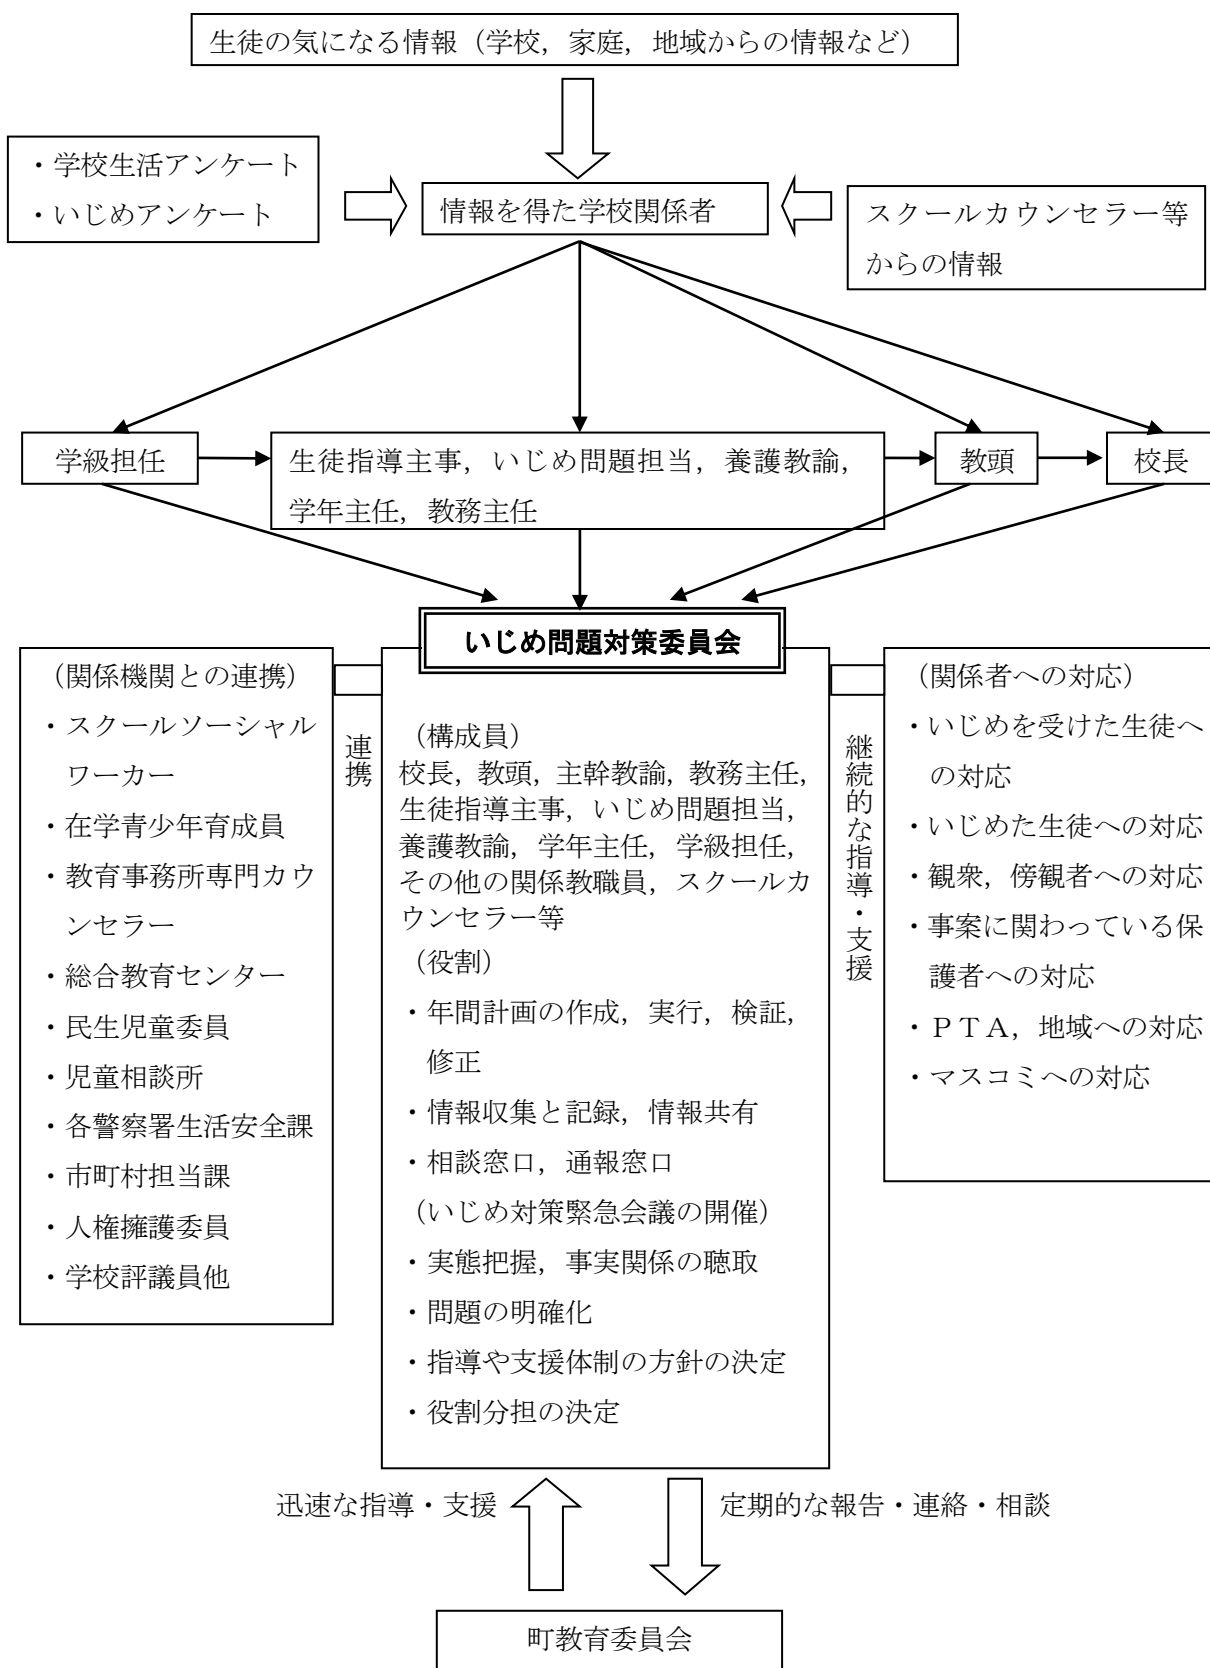 生徒の気になる情報（学校，家庭，地域からの情報など）
・学校生活アンケート
・いじめアンケート
情報を得た学校関係者
スクールカウンセラー等
からの情報
学級担任
生徒指導主事，いじめ問題担当，養護教諭，
学年主任，教務主任
教頭
校長
いじめ問題対策委員会
（関係機関との連携）
・スクールソーシャル
ワーカー
・在学青少年育成員
・教育事務所専門カウ
ンセラー
・総合教育センター
・民生児童委員
・児童相談所
・各警察署生活安全課
・市町村担当課
・人権擁護委員
・学校評議員他
連携
（構成員）
校長，教頭，主幹教諭，教務主任，
生徒指導主事，いじめ問題担当，
養護教諭，学年主任，学級担任，
その他の関係教職員，スクールカ
ウンセラー等
（役割）
・年間計画の作成，実行，検証，
修正
・情報収集と記録，情報共有
・相談窓口，通報窓口
（いじめ対策緊急会議の開催）
・実態把握，事実関係の聴取
・問題の明確化
・指導や支援体制の方針の決定
・役割分担の決定
継続的な指導・支援
（関係者への対応）
・いじめを受けた生徒へ
の対応
・いじめた生徒への対応
・観衆，傍観者への対応
・事案に関わっている保
護者への対応
・ＰＴＡ，地域への対応
・マスコミへの対応
迅速な指導・支援
定期的な報告・連絡・相談
町教育委員会